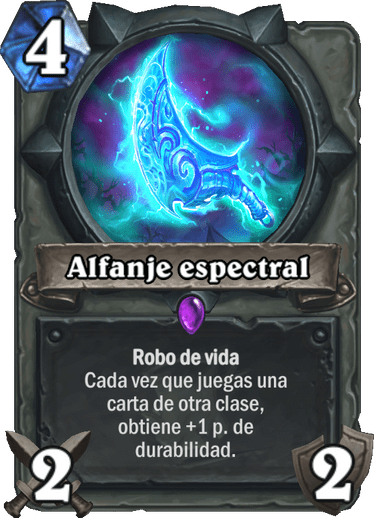 4
Alfanje espectral
Robo de vida
Cada vez que juegas una
carta de otra clase,
obtiene +1 p. de
durabilidad.
2
2